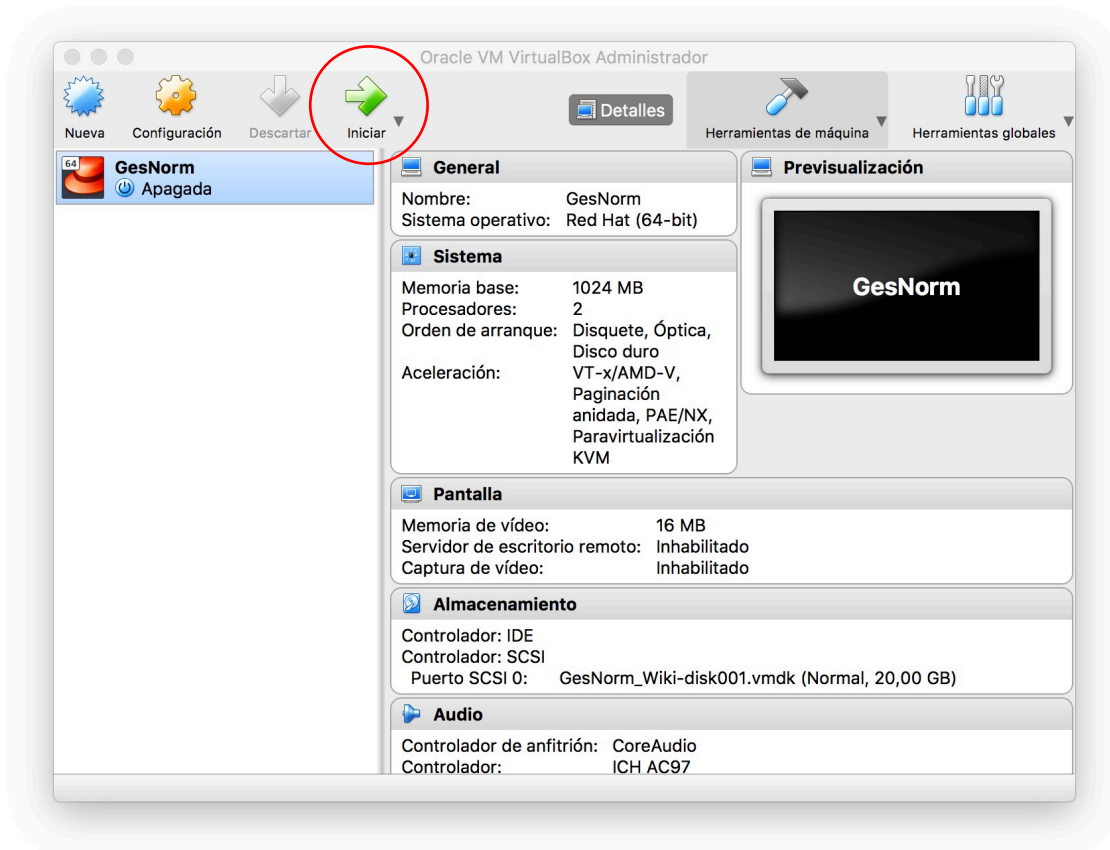 Oracle VM VirtualBox Administrador
Nueva
Configuración
Descartar
Iniciar
Detalles
Herramientas de máquina
Herramientas globales
64
GesNorm
Apagada
General
Nombre: GesNorm
Sistema operativo: Red Hat (64-bit)
Previsualización
GesNorm
Sistema
Memoria base: 1024 MB
Procesadores: 2
Orden de arranque: Disquete, Óptica,
Disco duro
Aceleración: VT-x/AMD-V,
Paginación
anidada, PAE/NX,
Paravirtualización
KVM
Pantalla
Memoria de vídeo: 16 MB
Servidor de escritorio remoto: Inhabilitado
Captura de vídeo: Inhabilitado
Almacenamiento
Controlador: IDE
Controlador: SCSI
Puerto SCSI 0: GesNorm_Wiki-disk001.vmdk (Normal, 20,00 GB)
Audio
Controlador de anfitrión: CoreAudio
Controlador: ICH AC97